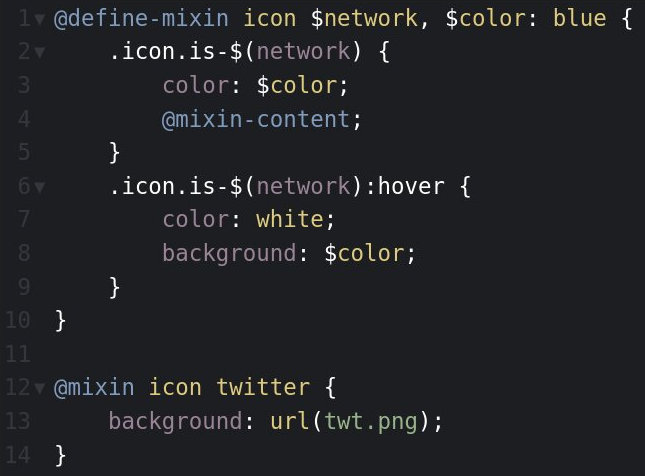 1▼ @define-mixin icon $network, $color: blue {
2▼     .icon.is-$(network) {
3          color: $color;
4          @mixin-content;
5      }
6▼     .icon.is-$(network):hover {
7          color: white;
8          background: $color;
9      }
10 }
11
12▼ @mixin icon twitter {
13     background: url(twt.png);
14 }